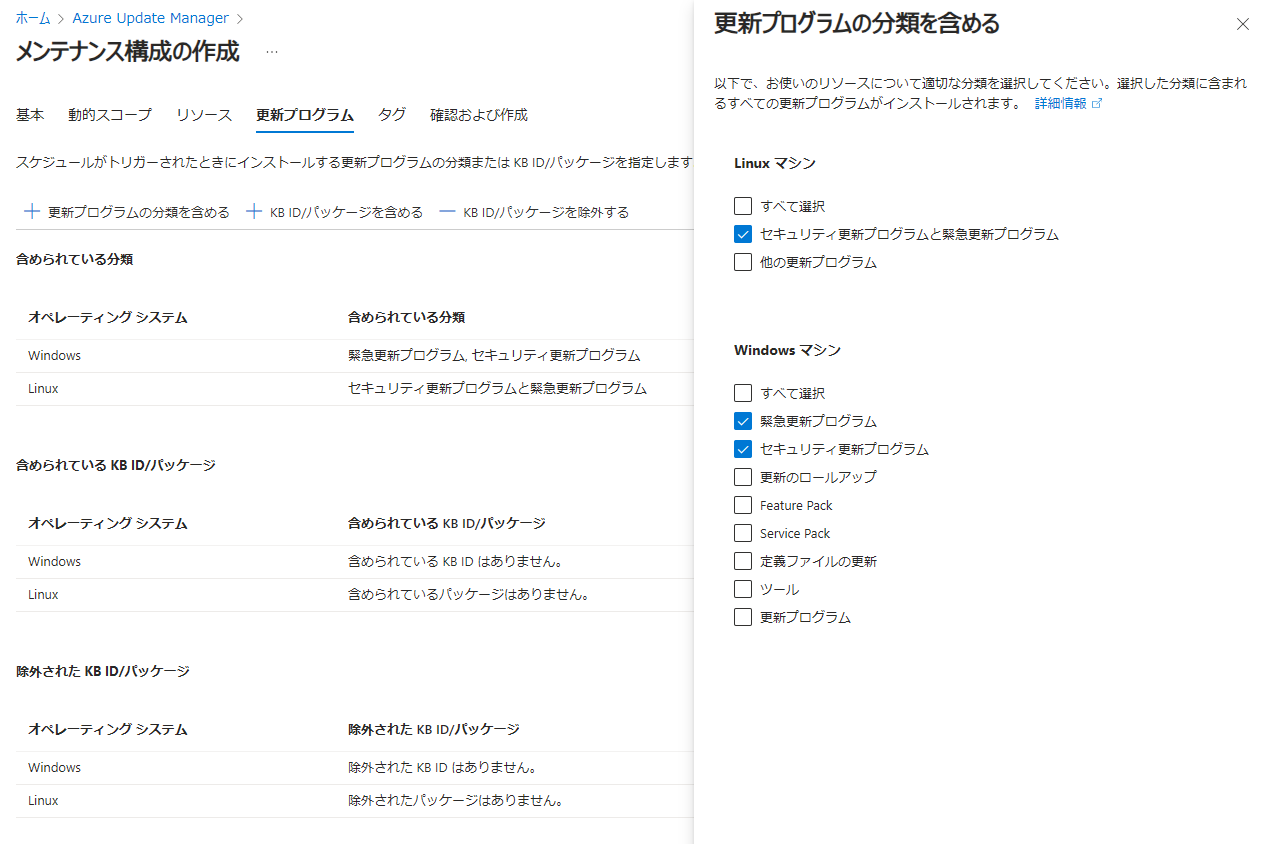 ホーム > Azure Update Manager >
メンテナンス構成の作成 …
基本 動的スコープ リソース 更新プログラム タグ 確認および作成
スケジュールがトリガーされたときにインストールする更新プログラムの分類または KB ID/パッケージを指定します
+ 更新プログラムの分類を含める + KB ID/パッケージを含める — KB ID/パッケージを除外する
含められている分類
オペレーティング システム 含められている分類
Windows 緊急更新プログラム, セキュリティ更新プログラム
Linux セキュリティ更新プログラムと緊急更新プログラム
含められている KB ID/パッケージ
オペレーティング システム 含められている KB ID/パッケージ
Windows 含められている KB ID はありません。
Linux 含められているパッケージはありません。
除外された KB ID/パッケージ
オペレーティング システム 除外された KB ID/パッケージ
Windows 除外された KB ID はありません。
Linux 除外されたパッケージはありません。
更新プログラムの分類を含める
以下で、お使いのリソースについて適切な分類を選択してください。選択した分類に含まれ
るすべての更新プログラムがインストールされます。 詳細情報
Linux マシン
すべて選択
セキュリティ更新プログラムと緊急更新プログラム
他の更新プログラム
Windows マシン
すべて選択
緊急更新プログラム
セキュリティ更新プログラム
更新のロールアップ
Feature Pack
Service Pack
定義ファイルの更新
ツール
更新プログラム